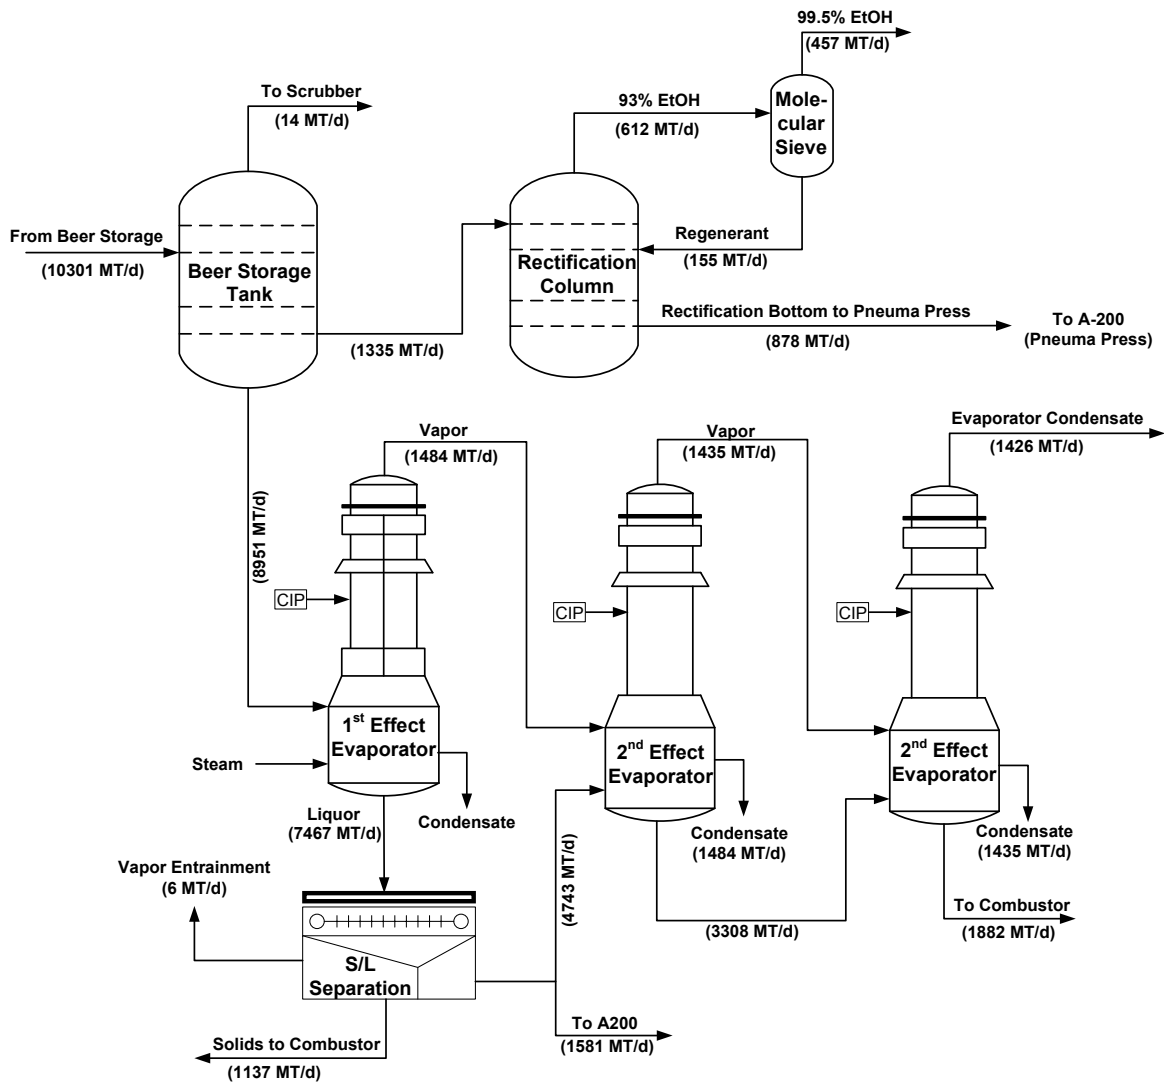 99.5% EtOH
(457 MT/d)
To Scrubber
(14 MT/d)
93% EtOH
(612 MT/d)
Mole-
cular
Sieve
From Beer Storage
(10301 MT/d)
Beer Storage
Tank
Regenerant
(155 MT/d)
Rectification
Column
Rectification Bottom to Pneuma Press
(878 MT/d)
To A-200
(Pneuma Press)
(1335 MT/d)
Vapor
(1484 MT/d)
Vapor
(1435 MT/d)
Evaporator Condensate
(1426 MT/d)
(8951 MT/d)
CIP
CIP
CIP
1st Effect
Evaporator
2nd Effect
Evaporator
2nd Effect
Evaporator
Steam
Liquor
(7467 MT/d)
Condensate
Condensate
(1484 MT/d)
Condensate
(1435 MT/d)
Vapor Entrainment
(6 MT/d)
(4743 MT/d)
(3308 MT/d)
To Combustor
(1882 MT/d)
S/L
Separation
To A200
(1581 MT/d)
Solids to Combustor
(1137 MT/d)